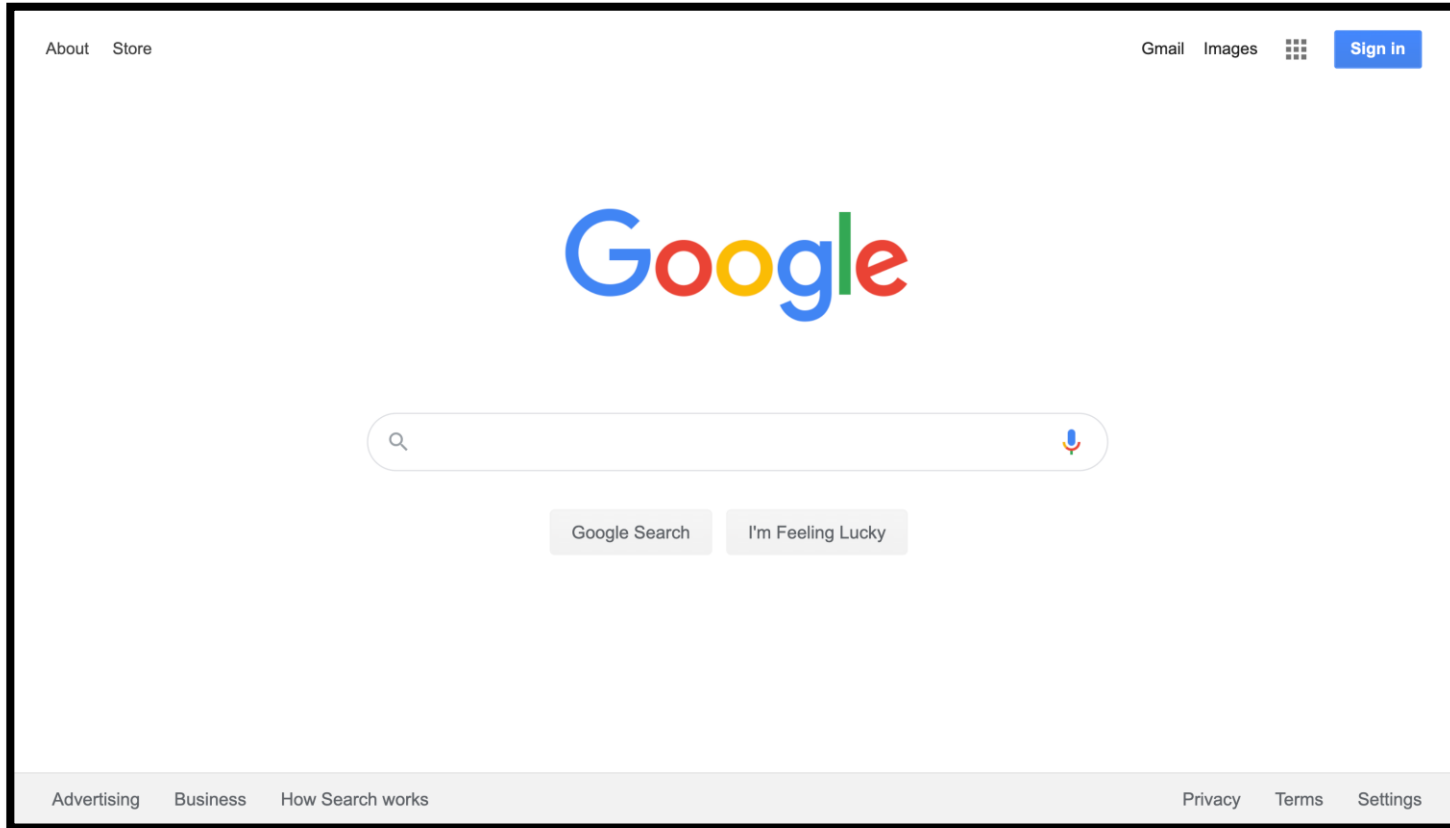 About Store Gmail Images Sign in
Google
Google Search I'm Feeling Lucky
Advertising Business How Search works Privacy Terms Settings